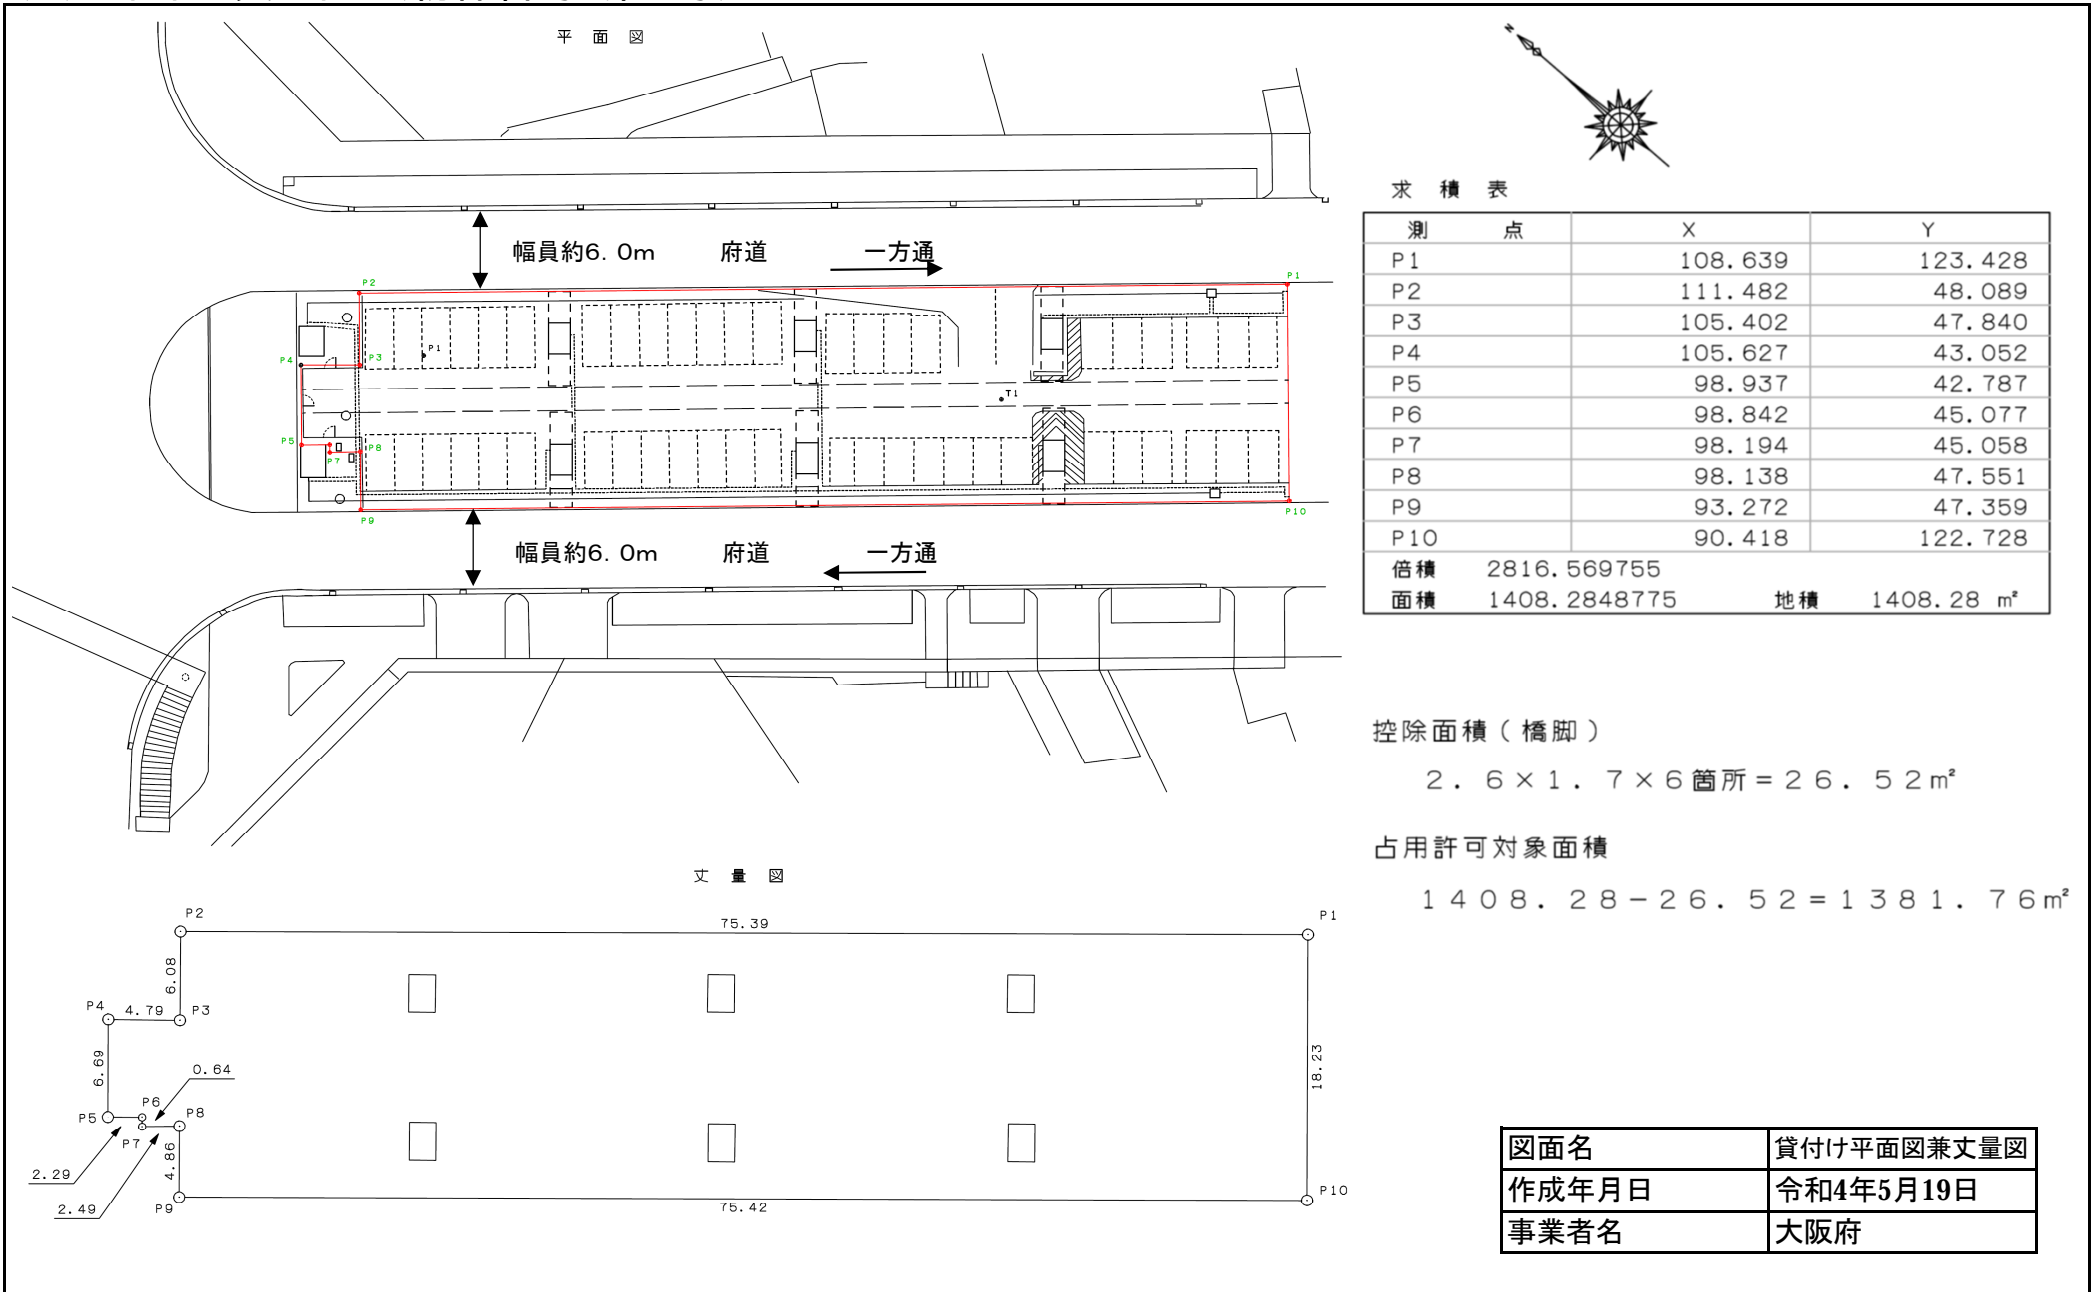 平 面 図
N
幅員約6.0m 府道 一方通
P2
P1
P1
P4
P3
T1
P5
P8
P7
P9
P10
幅員約6.0m 府道 一方通
求 積 表
測 点 X Y
P1 108.639 123.428
P2 111.482 48.089
P3 105.402 47.840
P4 105.627 43.052
P5 98.937 42.787
P6 98.842 45.077
P7 98.194 45.058
P8 98.138 47.551
P9 93.272 47.359
P10 90.418 122.728
倍積 2816.569755
面積 1408.2848775 地積 1408.28 ㎡
控除面積(橋脚)
2.6×1.7×6箇所=26.52㎡
占用許可対象面積
1408.28-26.52=1381.76㎡
丈 量 図
P2
75.39
P1
6.08
P4
4.79
P3
6.69
0.64
18.23
P5
P6
P8
P7
4.86
2.29
2.49
P9
75.42
P10
図面名 貸付け平面図兼丈量図
作成年月日 令和4年5月19日
事業者名 大阪府